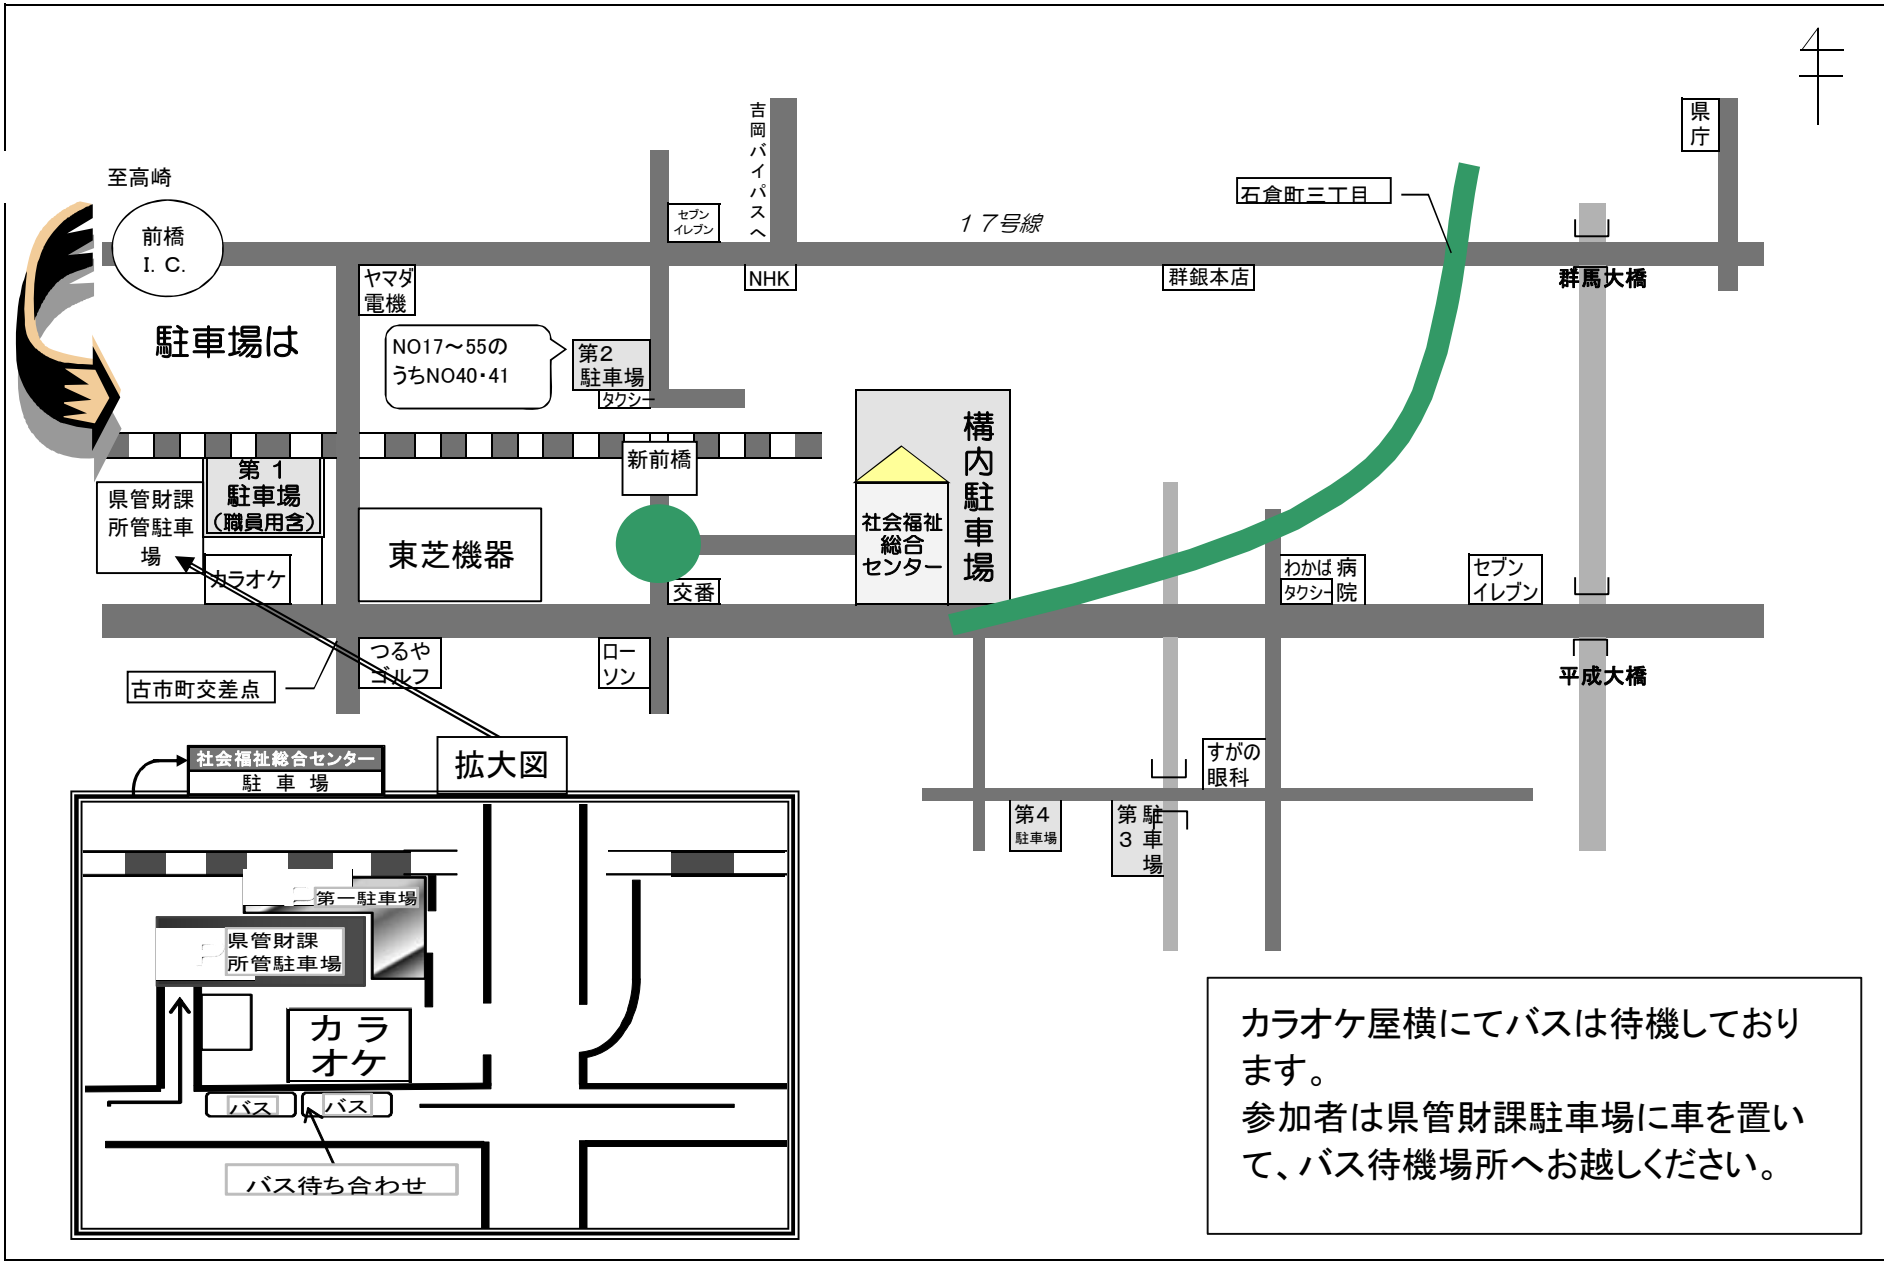 吉岡バイパスへ
県庁
至高崎
石倉町三丁目
セブン
イレブン
17号線
前橋
I. C.
ヤマダ
電機
NHK
群銀本店
群馬大橋
駐車場は
NO17～55の
うちNO40・41
第2
駐車場
タクシー
構内駐車場
新前橋
第 1
駐車場
(職員用含)
県管財課
所管駐車
場
東芝機器
社会福祉
総合
センター
カラオケ
交番
わかば 病
タクシー 院
セブン
イレブン
つるや
ゴルフ
ロー
ソン
古市町交差点
平成大橋
社会福祉総合センター
駐 車 場
拡大図
すがの
眼科
第4
駐車場
第 駐
3 車
場
第一駐車場
県管財課
所管駐車場
カ ラ
オケ
バス
バス
バス待ち合わせ
カラオケ屋横にてバスは待機しており
ます。
参加者は県管財課駐車場に車を置い
て、バス待機場所へお越しください。